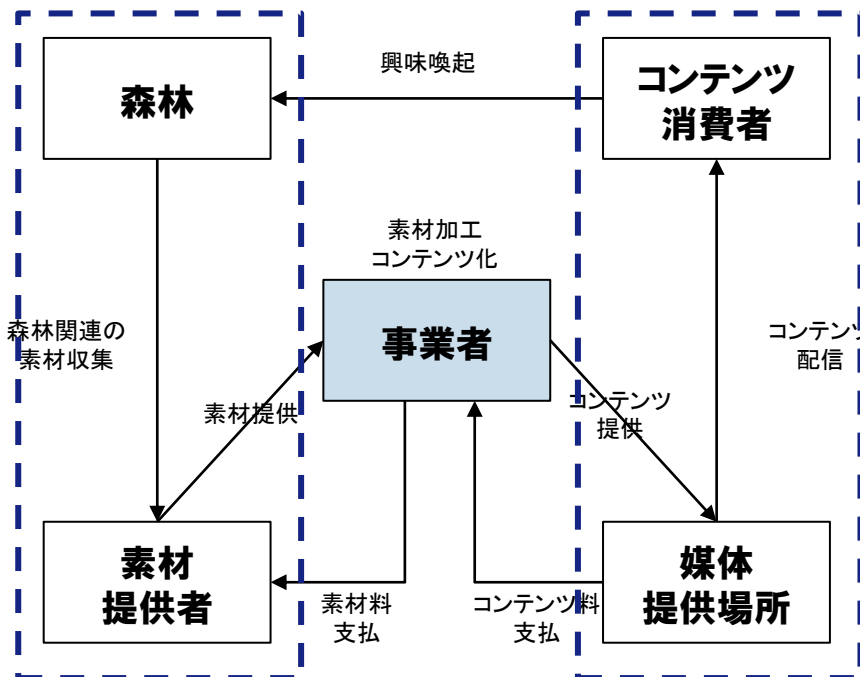 興味喚起
森林
コンテンツ
消費者
素材加工
コンテンツ化
事業者
森林関連の
素材収集
コンテンツ
配信
素材提供
コンテンツ
提供
素材
提供者
素材料
支払
コンテンツ料
支払
媒体
提供場所